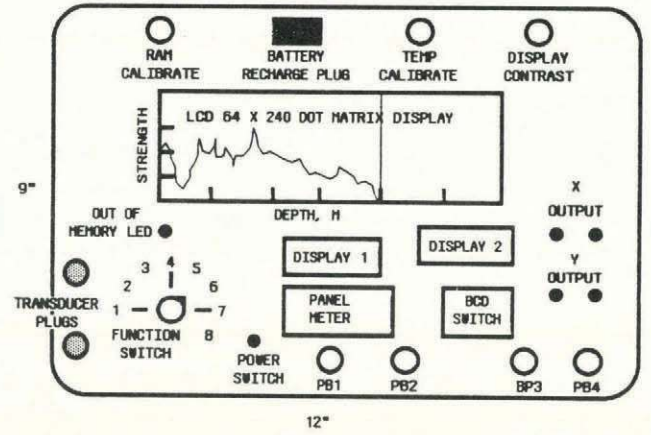 RAM
CALIBRATE
BATTERY
RECHARGE PLUG
TEMP
CALIBRATE
DISPLAY
CONTRAST
LCD 64 X 240 DOT MATRIX DISPLAY
STRENGTH
DEPTH, M
9"
OUT OF
MEMORY LED
X
OUTPUT
Y
OUTPUT
DISPLAY 1
DISPLAY 2
1
2
3
4
5
6
7
8
TRANSDUCER
PLUGS
FUNCTION
SWITCH
PANEL
METER
BCD
SWITCH
POWER
SWITCH
PB1
PB2
BP3
PB4
12"